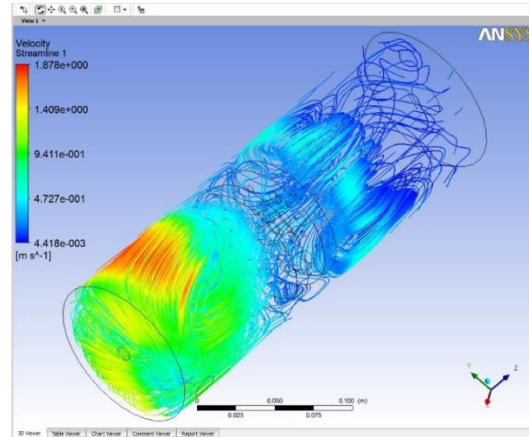 View 1
ANSYS
Velocity
Streamline 1
1.878e+000
1.409e+000
9.411e-001
4.727e-001
4.418e-003
[m s^-1]
Y
Z
X
0
0.100 (m)
0.025
0.075
3D Viewer
Table Viewer
Chart Viewer
Comment Viewer
Report Viewer